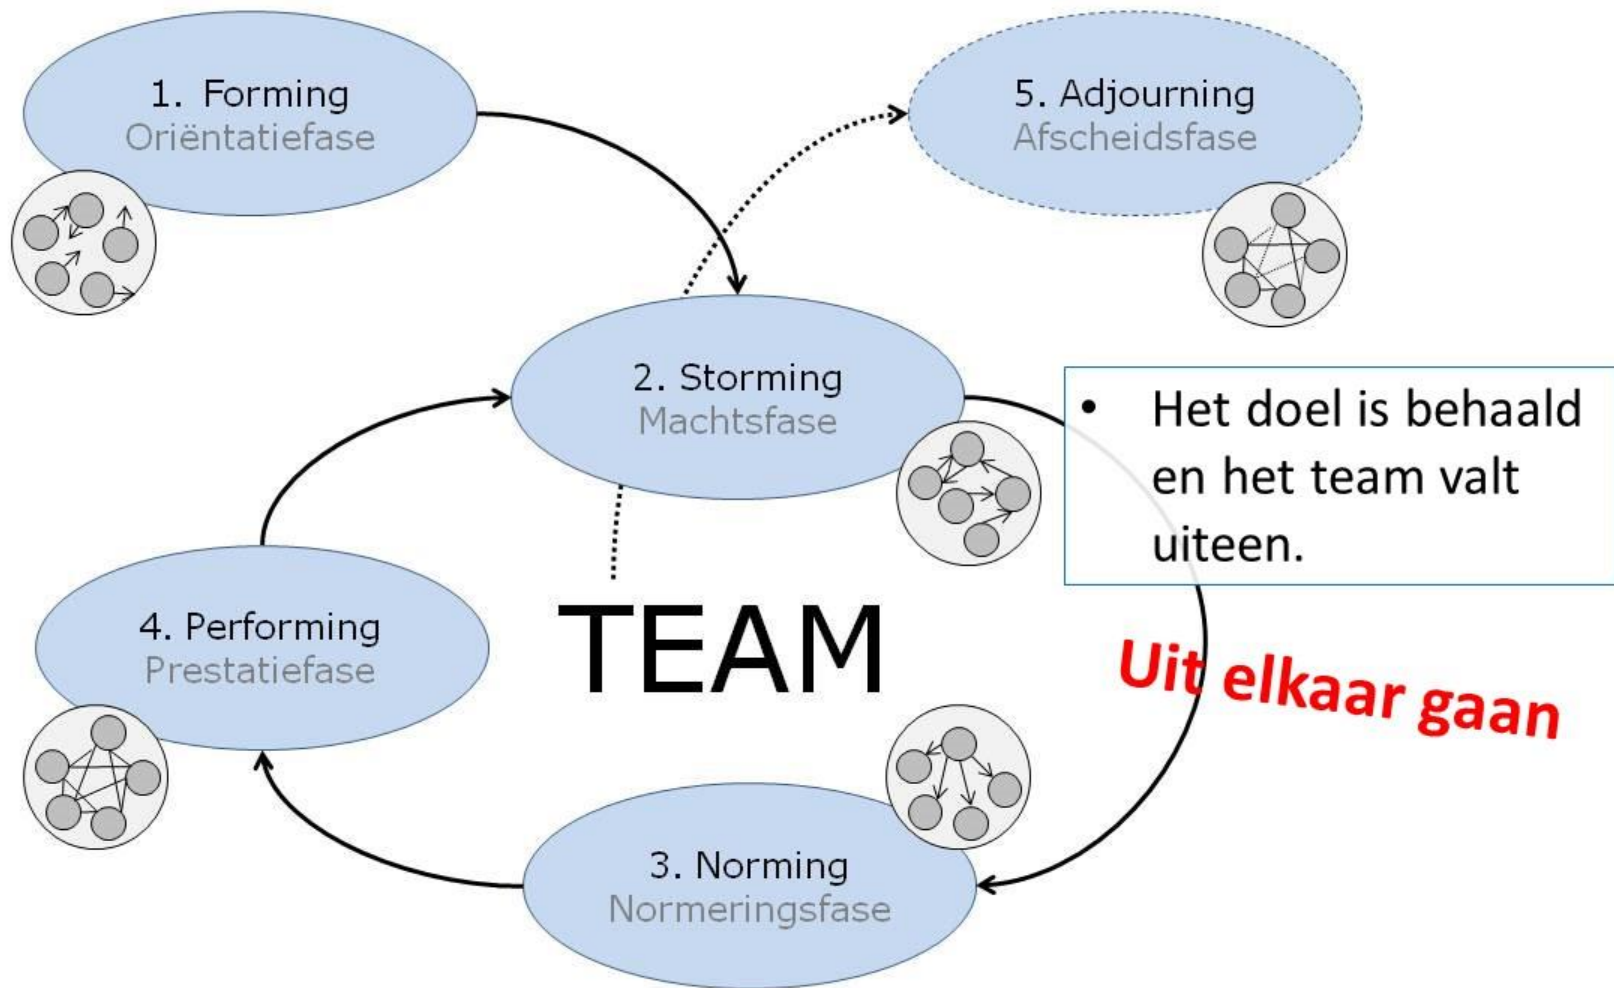 1. Forming
Oriëntatiefase
5. Adjourning
Afscheidsfase
2. Storming
Machtsfase
• Het doel is behaald
en het team valt
uiteen.
4. Performing
Prestatiefase
TEAM
Uit elkaar gaan
3. Norming
Normeringsfase